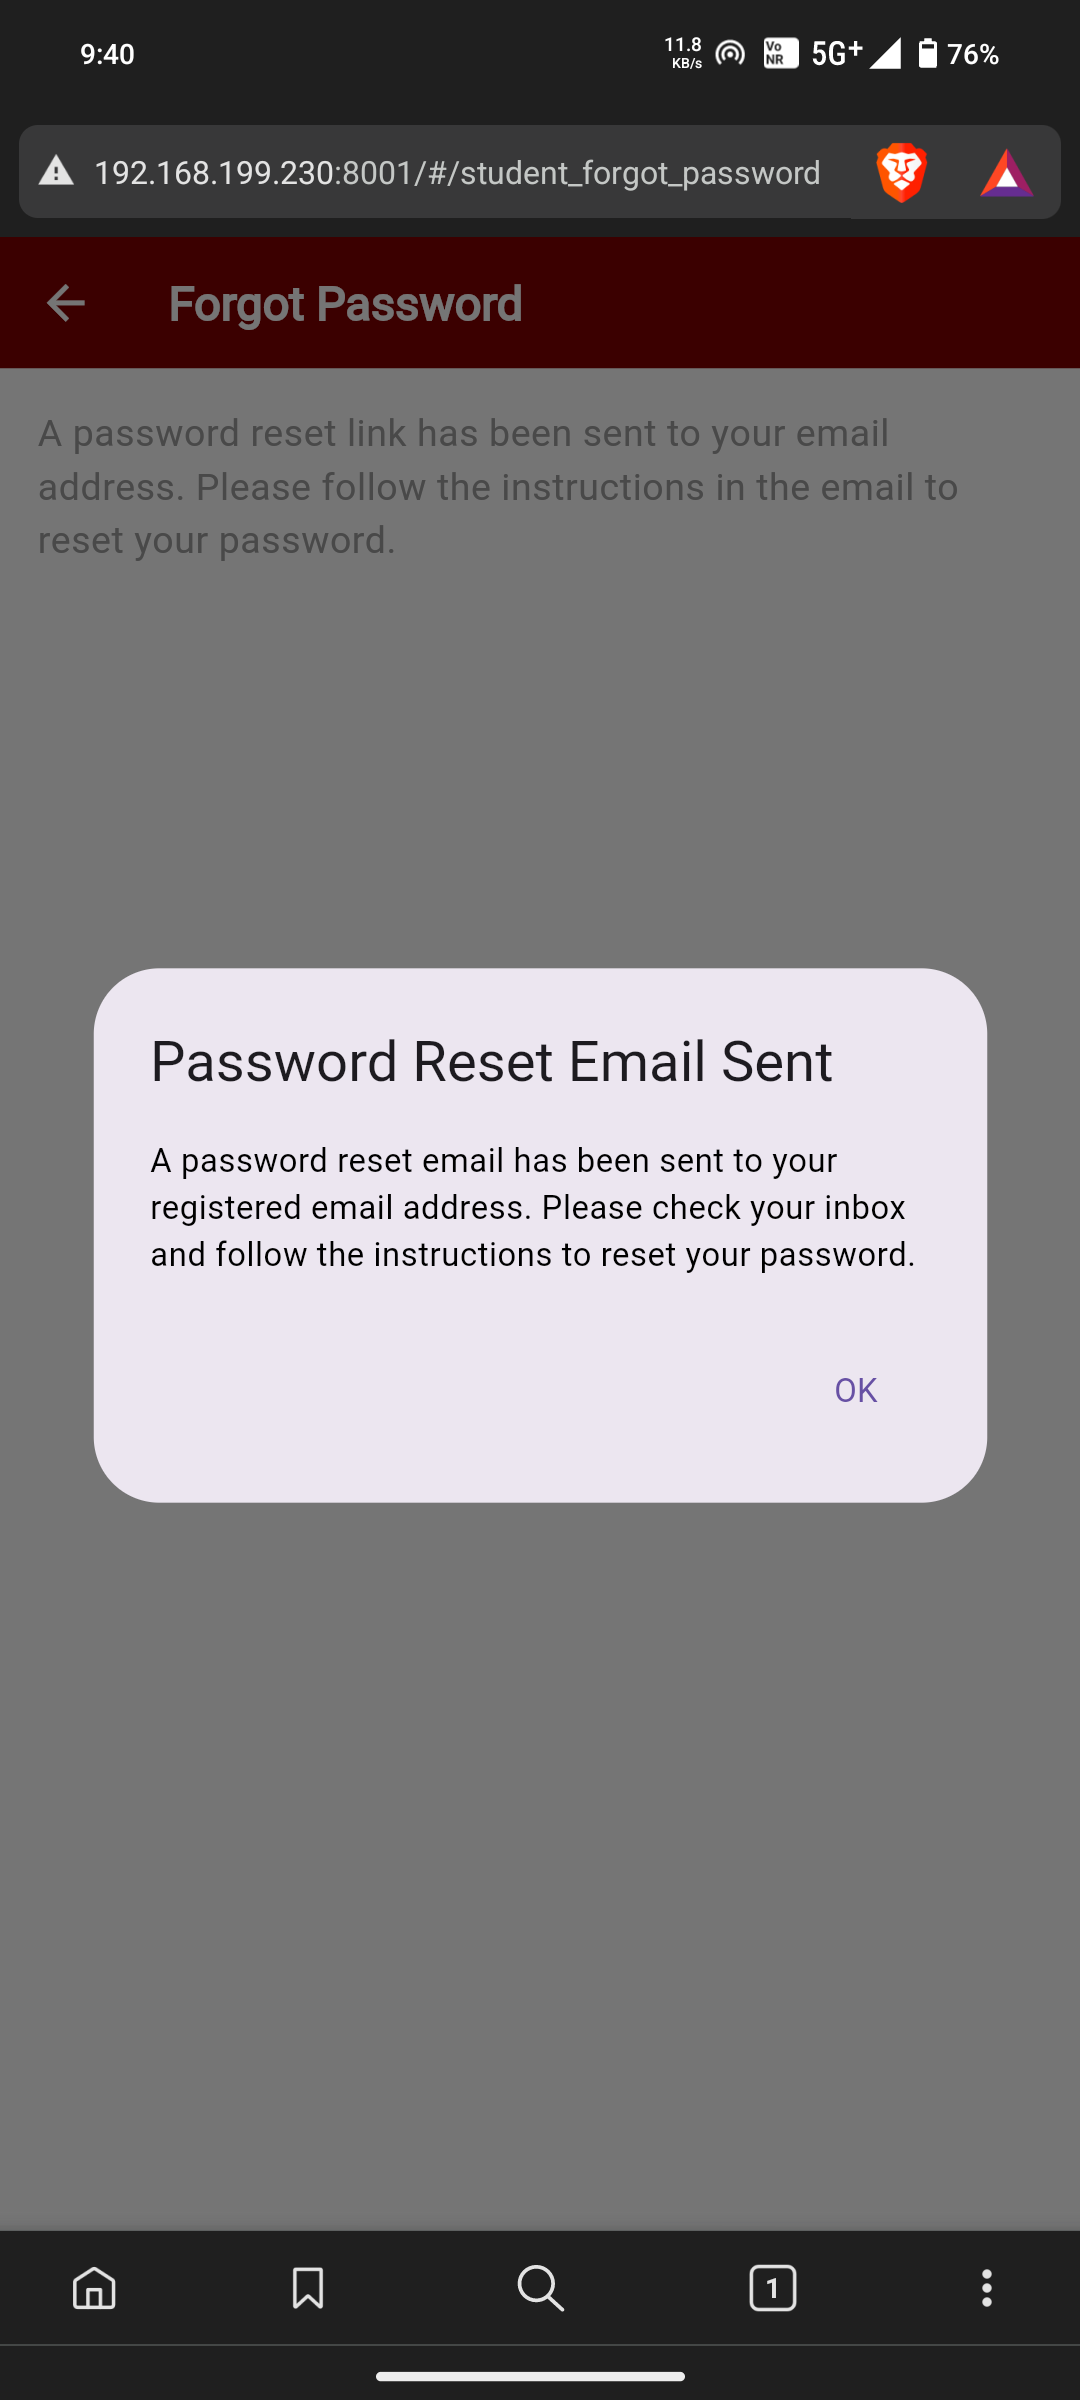 9:40
11.8
KB/s
Vo
NR
5G+
76%
192.168.199.230:8001/#/student_forgot_password
Forgot Password
A password reset link has been sent to your email
address. Please follow the instructions in the email to
reset your password.
Password Reset Email Sent
A password reset email has been sent to your
registered email address. Please check your inbox
and follow the instructions to reset your password.
OK
1